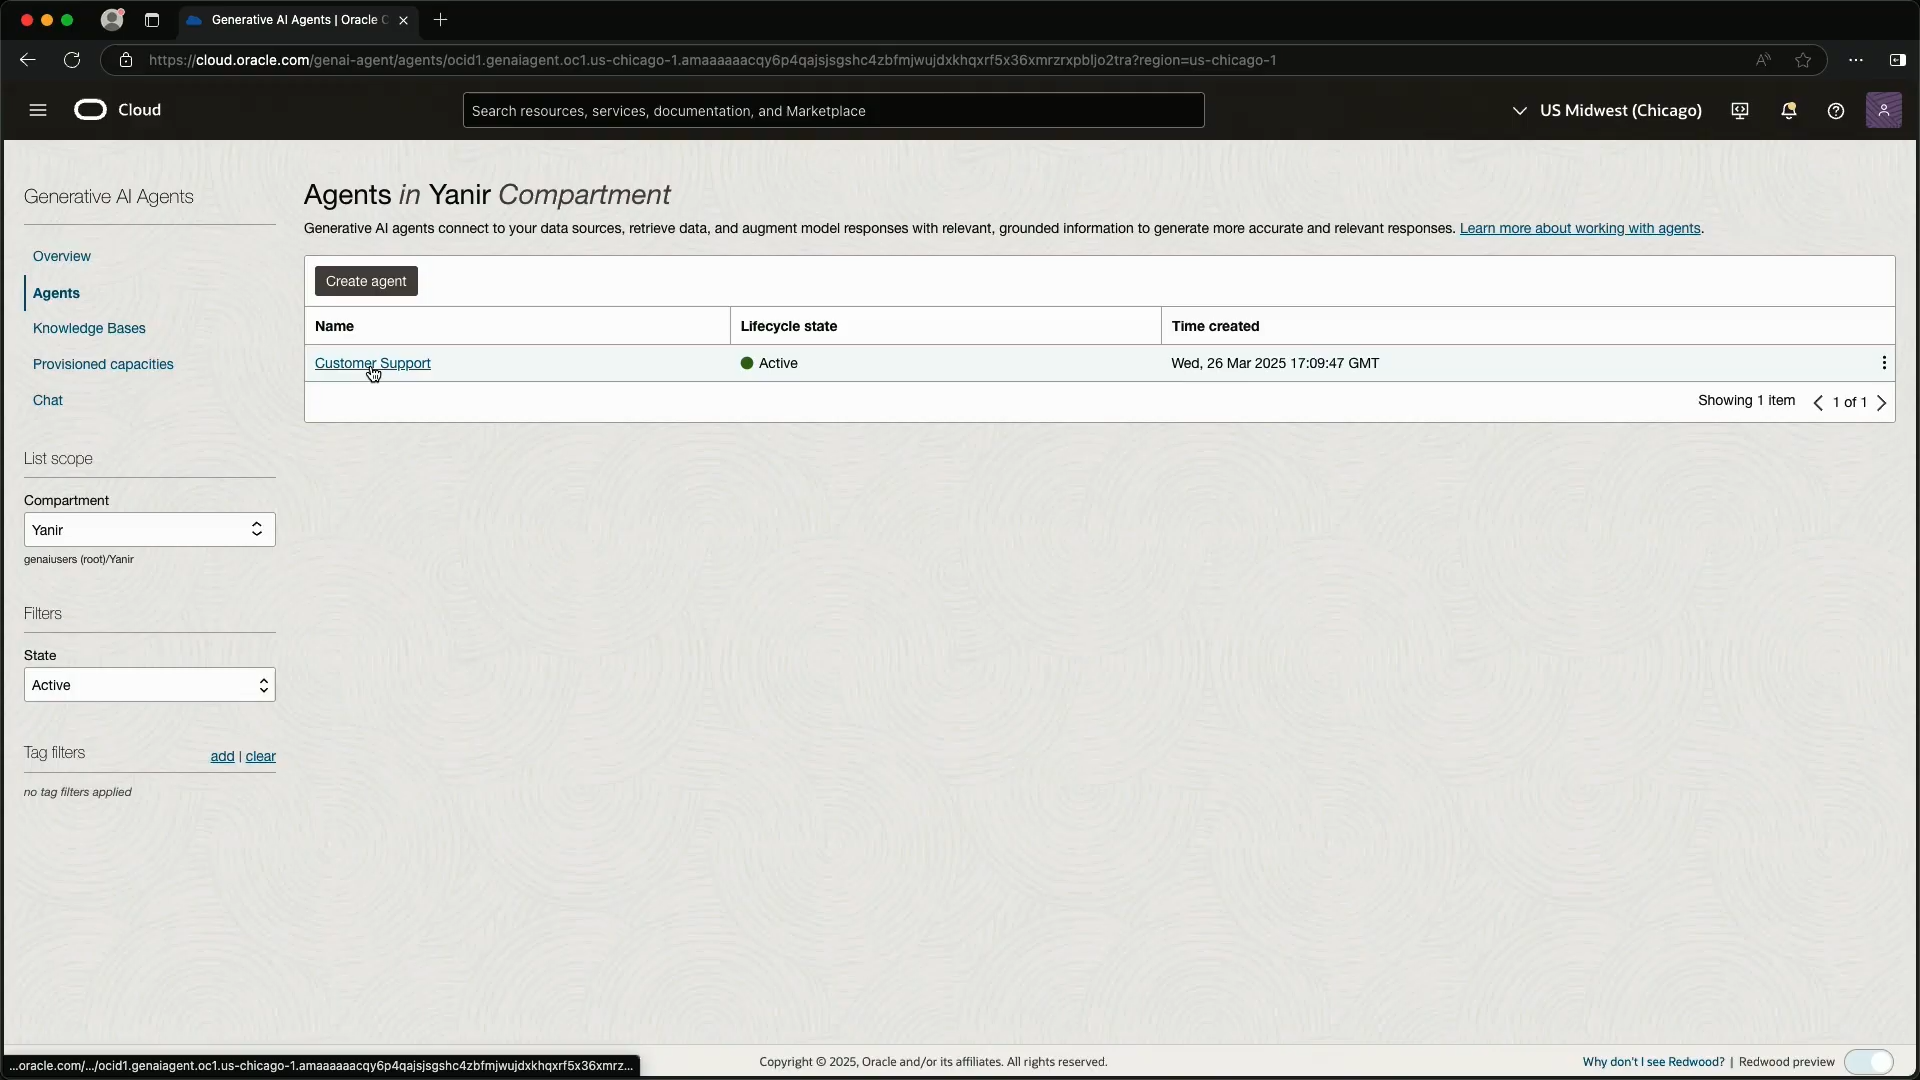 Generative AI Agents | Oracle C
https://cloud.oracle.com/genai-agent/agents/ocid1.genaiagent.oc1.us-chicago-1.amaaaaaacqy6p4qajsjsgshc4zbfmjwujdxkhqxrf5x36xmrzrxpbljo2tra?region=us-chicago-1
Cloud
Search resources, services, documentation, and Marketplace
US Midwest (Chicago)
Generative AI Agents
Overview
Agents
Knowledge Bases
Provisioned capacities
Chat
List scope
Compartment
Yanir
genaiusers (root)/Yanir
Filters
State
Active
Tag filters
add | clear
no tag filters applied
Agents in Yanir Compartment
Generative AI agents connect to your data sources, retrieve data, and augment model responses with relevant, grounded information to generate more accurate and relevant responses. Learn more about working with agents.
Create agent
Name Lifecycle state Time created
Customer Support Active Wed, 26 Mar 2025 17:09:47 GMT
Showing 1 item 1 of 1
...oracle.com/.../ocid1.genaiagent.oc1.us-chicago-1.amaaaaaacqy6p4qajsjsgshc4zbfmjwujdxkhqxrf5x36xmrz...
Copyright © 2025, Oracle and/or its affiliates. All rights reserved.
Why don't I see Redwood? | Redwood preview